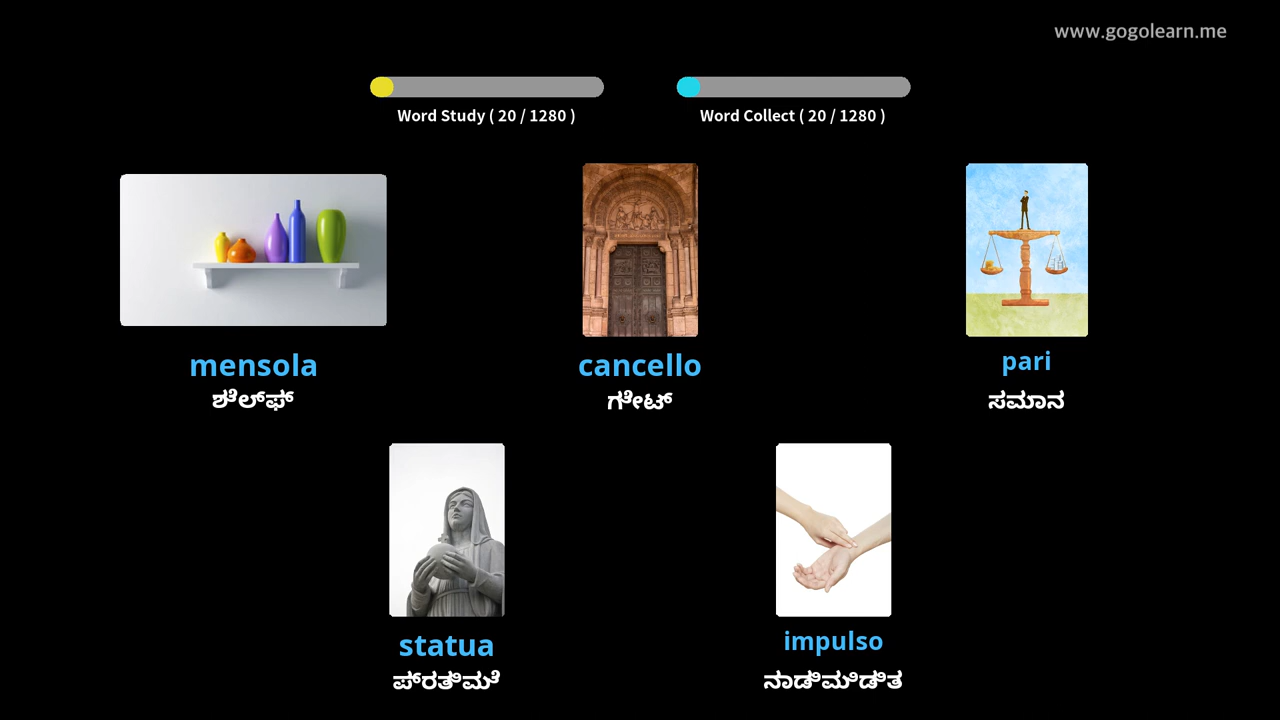 www.gogolearn.me
Word Study ( 20 / 1280 )
Word Collect ( 20 / 1280 )
mensola
ಶೆಲ್ಫ್
cancello
ಗೇಟ್
pari
ಸಮಾನ
statua
ಪ್ರತಿಮೆ
impulso
ನಾಡಿಮಿಡಿತ